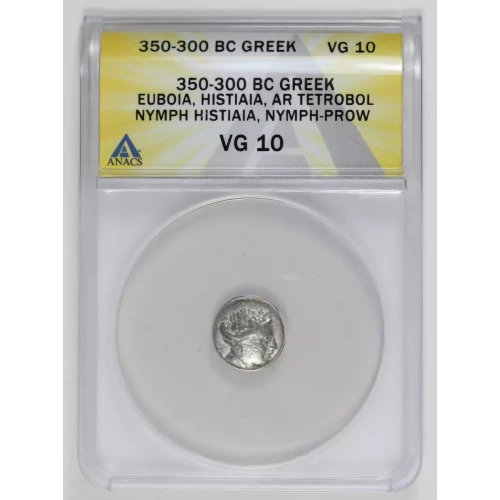 350-300 BC GREEK VG 10
350-300 BC GREEK
EUBOIA, HISTIAIA, AR TETROBOL
NYMPH HISTIAIA, NYMPH-PROW
VG 10
ANACS